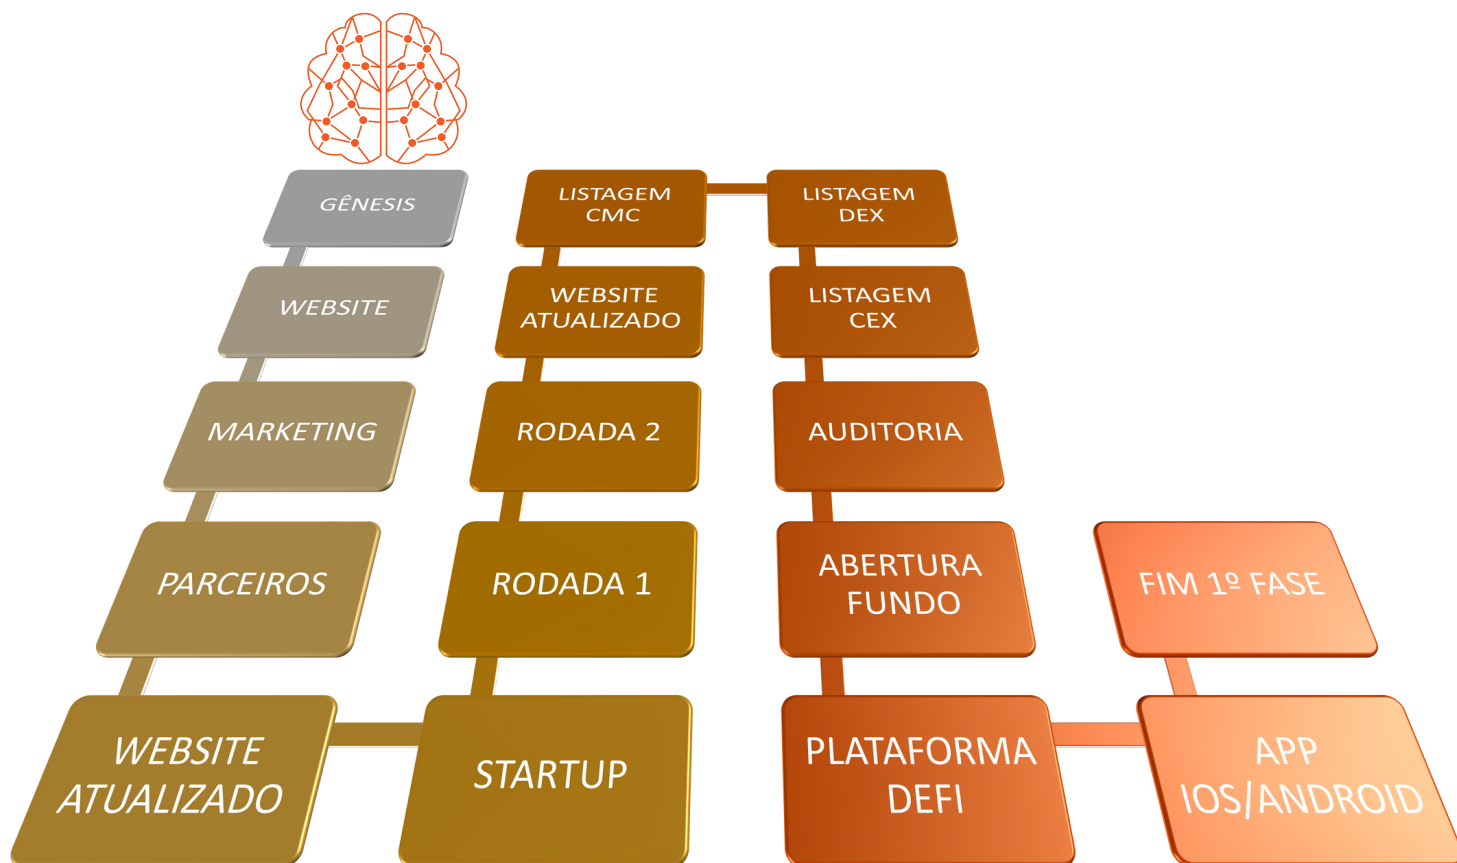 GÊNESIS
WEBSITE
MARKETING
PARCEIROS
WEBSITE
ATUALIZADO
STARTUP
RODADA 1
RODADA 2
WEBSITE
ATUALIZADO
LISTAGEM
CMC
LISTAGEM
DEX
LISTAGEM
CEX
AUDITORIA
ABERTURA
FUNDO
PLATAFORMA
DEFI
APP
IOS/ANDROID
FIM 1º FASE